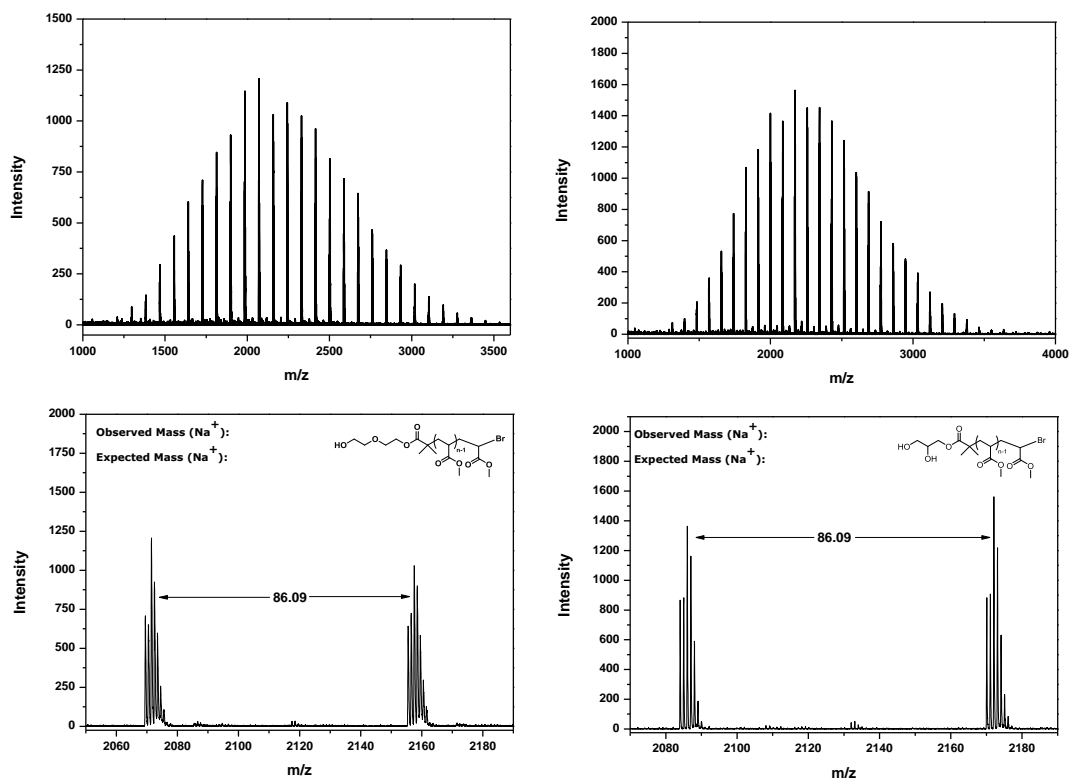 1500
1250
1000
750
500
250
0
Intensity
1000 1500 2000 2500 3000 3500
m/z
2000
1800
1600
1400
1200
1000
800
600
400
200
0
Intensity
1000 2000 3000 4000
m/z
2000
1750
1500
1250
1000
750
500
250
0
Intensity
Observed Mass (Na+):
Expected Mass (Na+):
HO O O O n-1 Br O O O O
86.09
2060 2080 2100 2120 2140 2160 2180
m/z
2000
1800
1600
1400
1200
1000
800
600
400
200
0
Intensity
Observed Mass (Na+):
Expected Mass (Na+):
HO OH O O n-1 Br O O O O
86.09
2080 2100 2120 2140 2160 2180
m/z